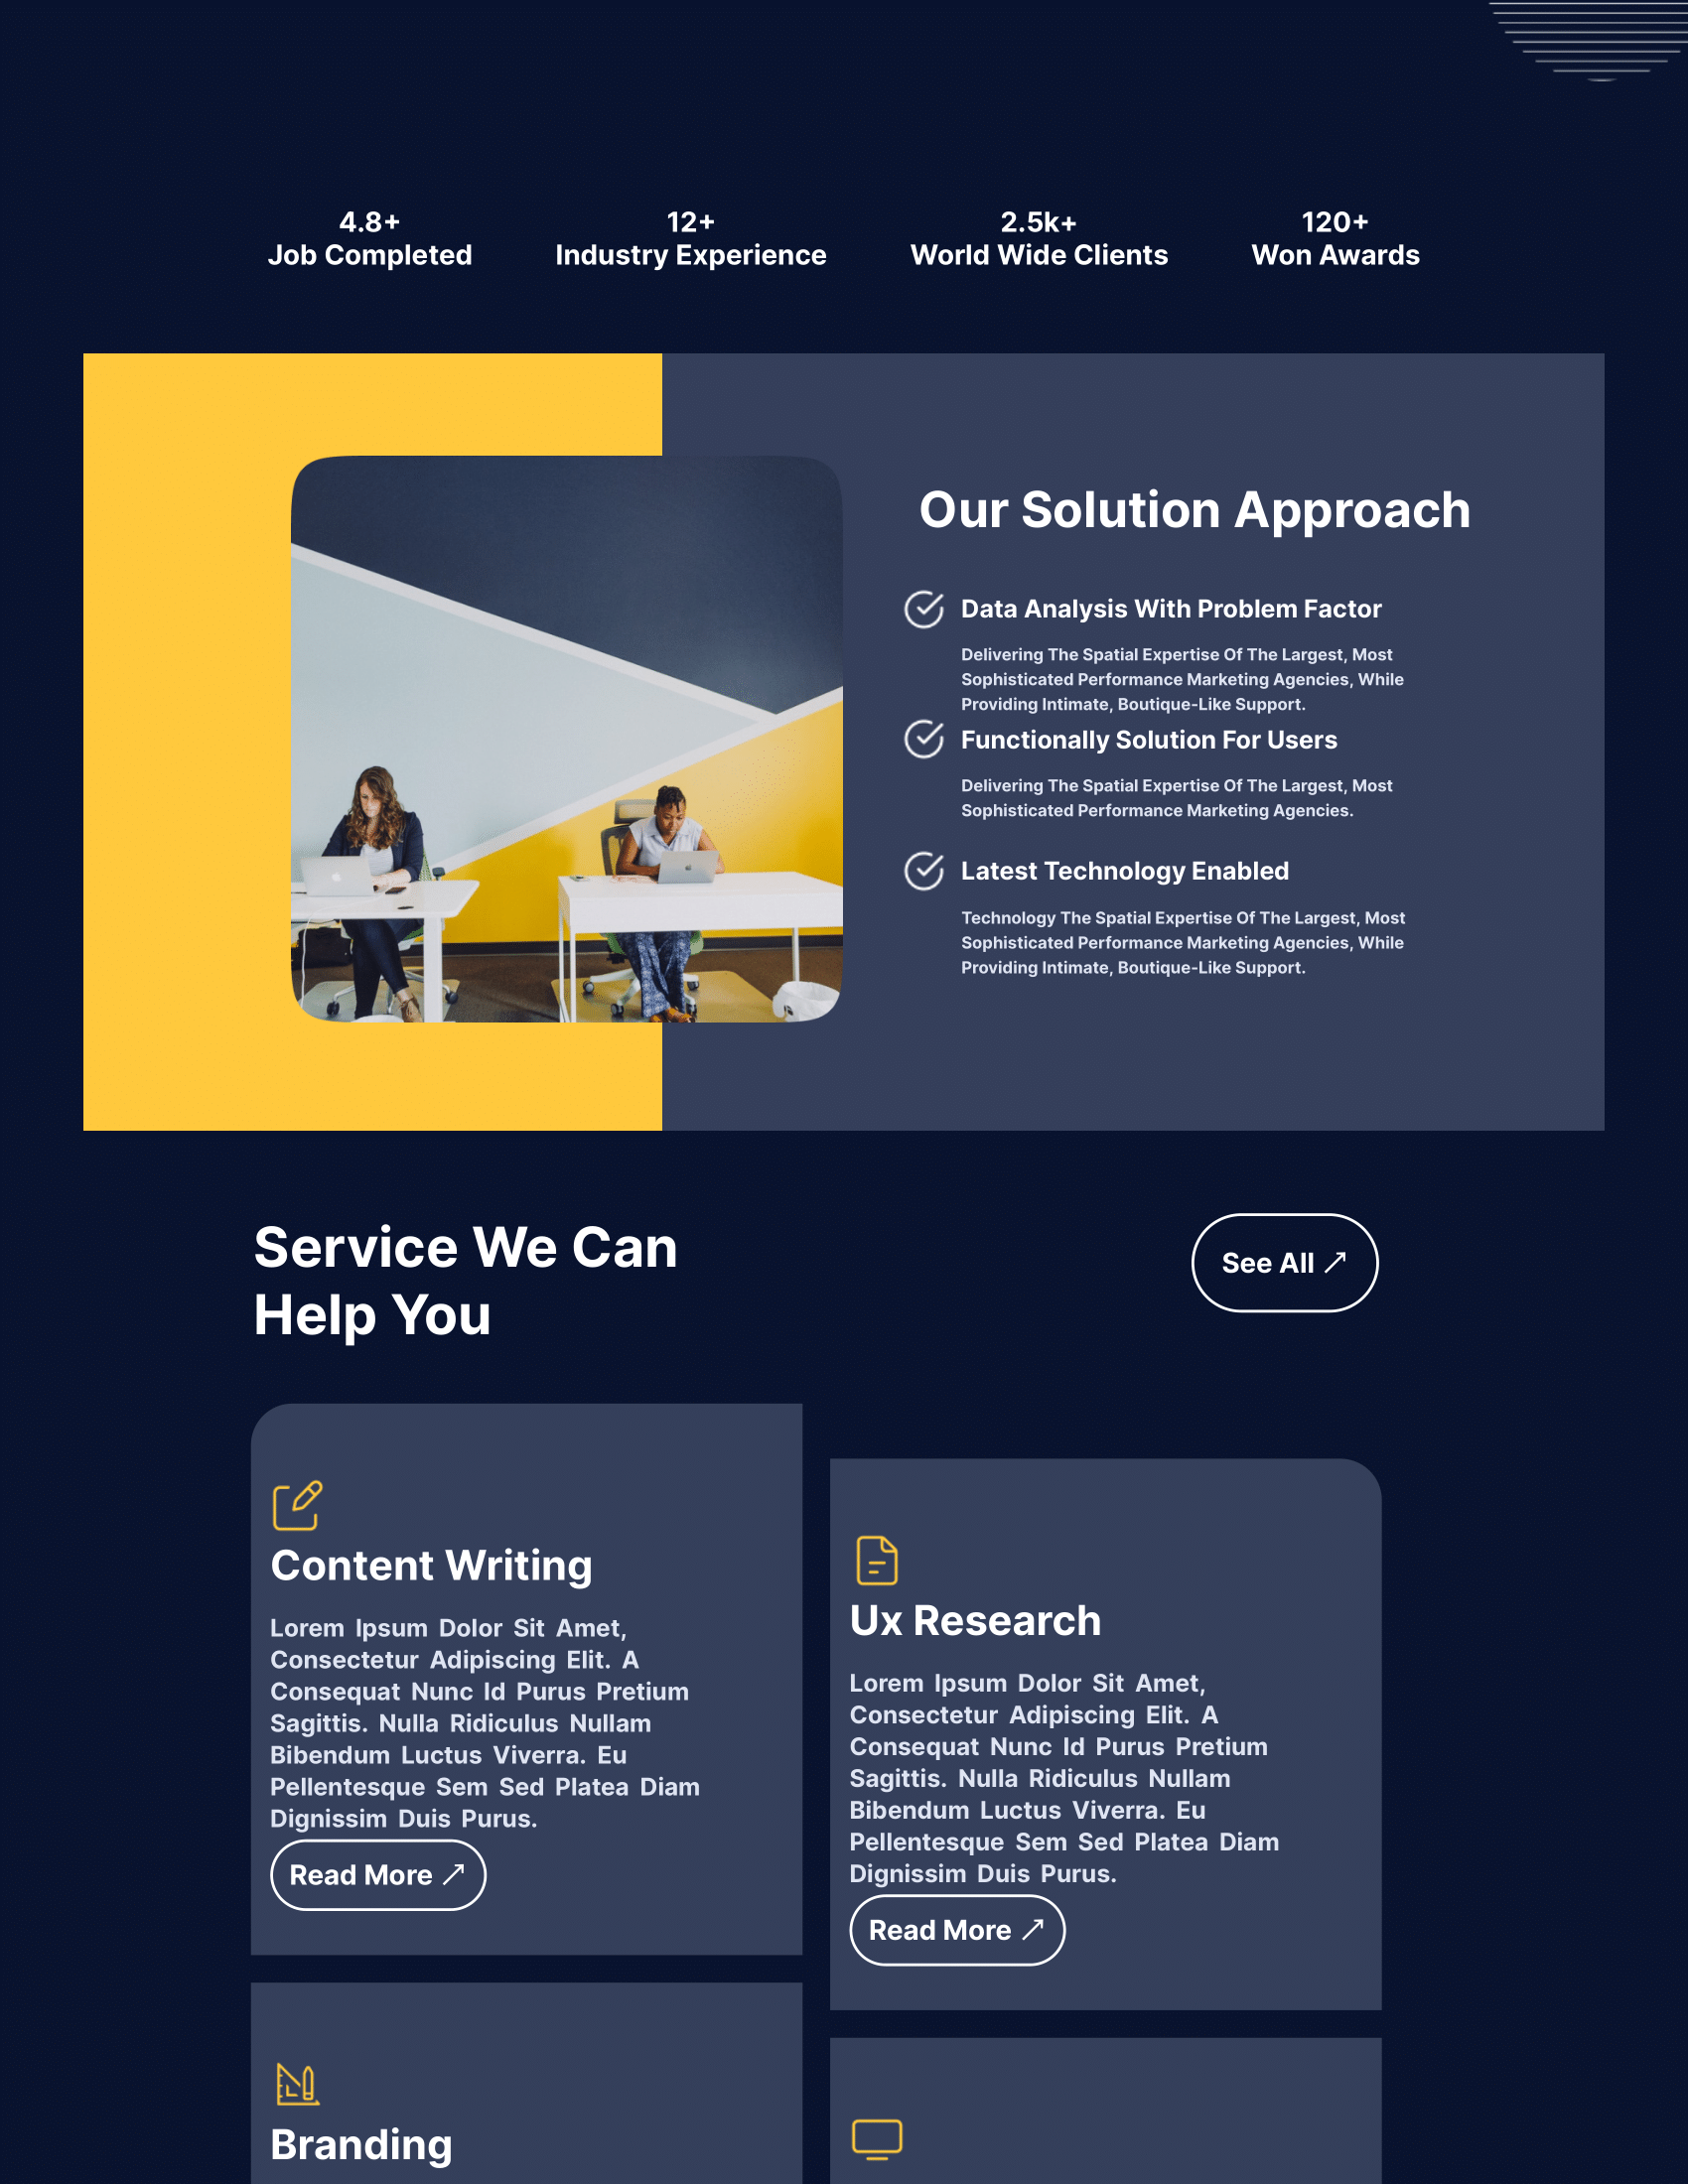 4.8+
Job Completed
12+
Industry Experience
2.5k+
World Wide Clients
120+
Won Awards
Our Solution Approach
Data Analysis With Problem Factor
Delivering The Spatial Expertise Of The Largest, Most
Sophisticated Performance Marketing Agencies, While
Providing Intimate, Boutique-Like Support.
Functionally Solution For Users
Delivering The Spatial Expertise Of The Largest, Most
Sophisticated Performance Marketing Agencies.
Latest Technology Enabled
Technology The Spatial Expertise Of The Largest, Most
Sophisticated Performance Marketing Agencies, While
Providing Intimate, Boutique-Like Support.
Service We Can
Help You
See All ↗
Content Writing
Lorem Ipsum Dolor Sit Amet,
Consectetur Adipiscing Elit. A
Consequat Nunc Id Purus Pretium
Sagittis. Nulla Ridiculus Nullam
Bibendum Luctus Viverra. Eu
Pellentesque Sem Sed Platea Diam
Dignissim Duis Purus.
Read More ↗
Ux Research
Lorem Ipsum Dolor Sit Amet,
Consectetur Adipiscing Elit. A
Consequat Nunc Id Purus Pretium
Sagittis. Nulla Ridiculus Nullam
Bibendum Luctus Viverra. Eu
Pellentesque Sem Sed Platea Diam
Dignissim Duis Purus.
Read More ↗
Branding